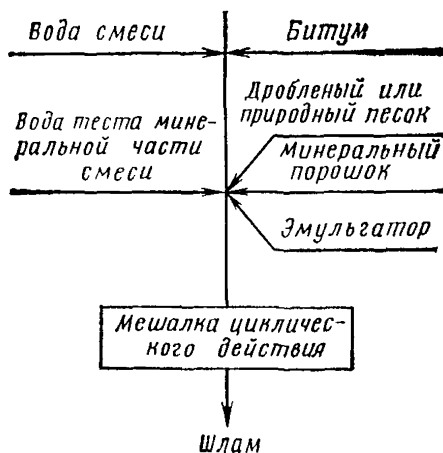 Вода смеси
Битум
Дробленый или
природный песок
Вода теста мине-
ральной части
смеси
Минеральный
порошок
Эмульгатор
Мешалка цикличес-
кого действия
Шлам